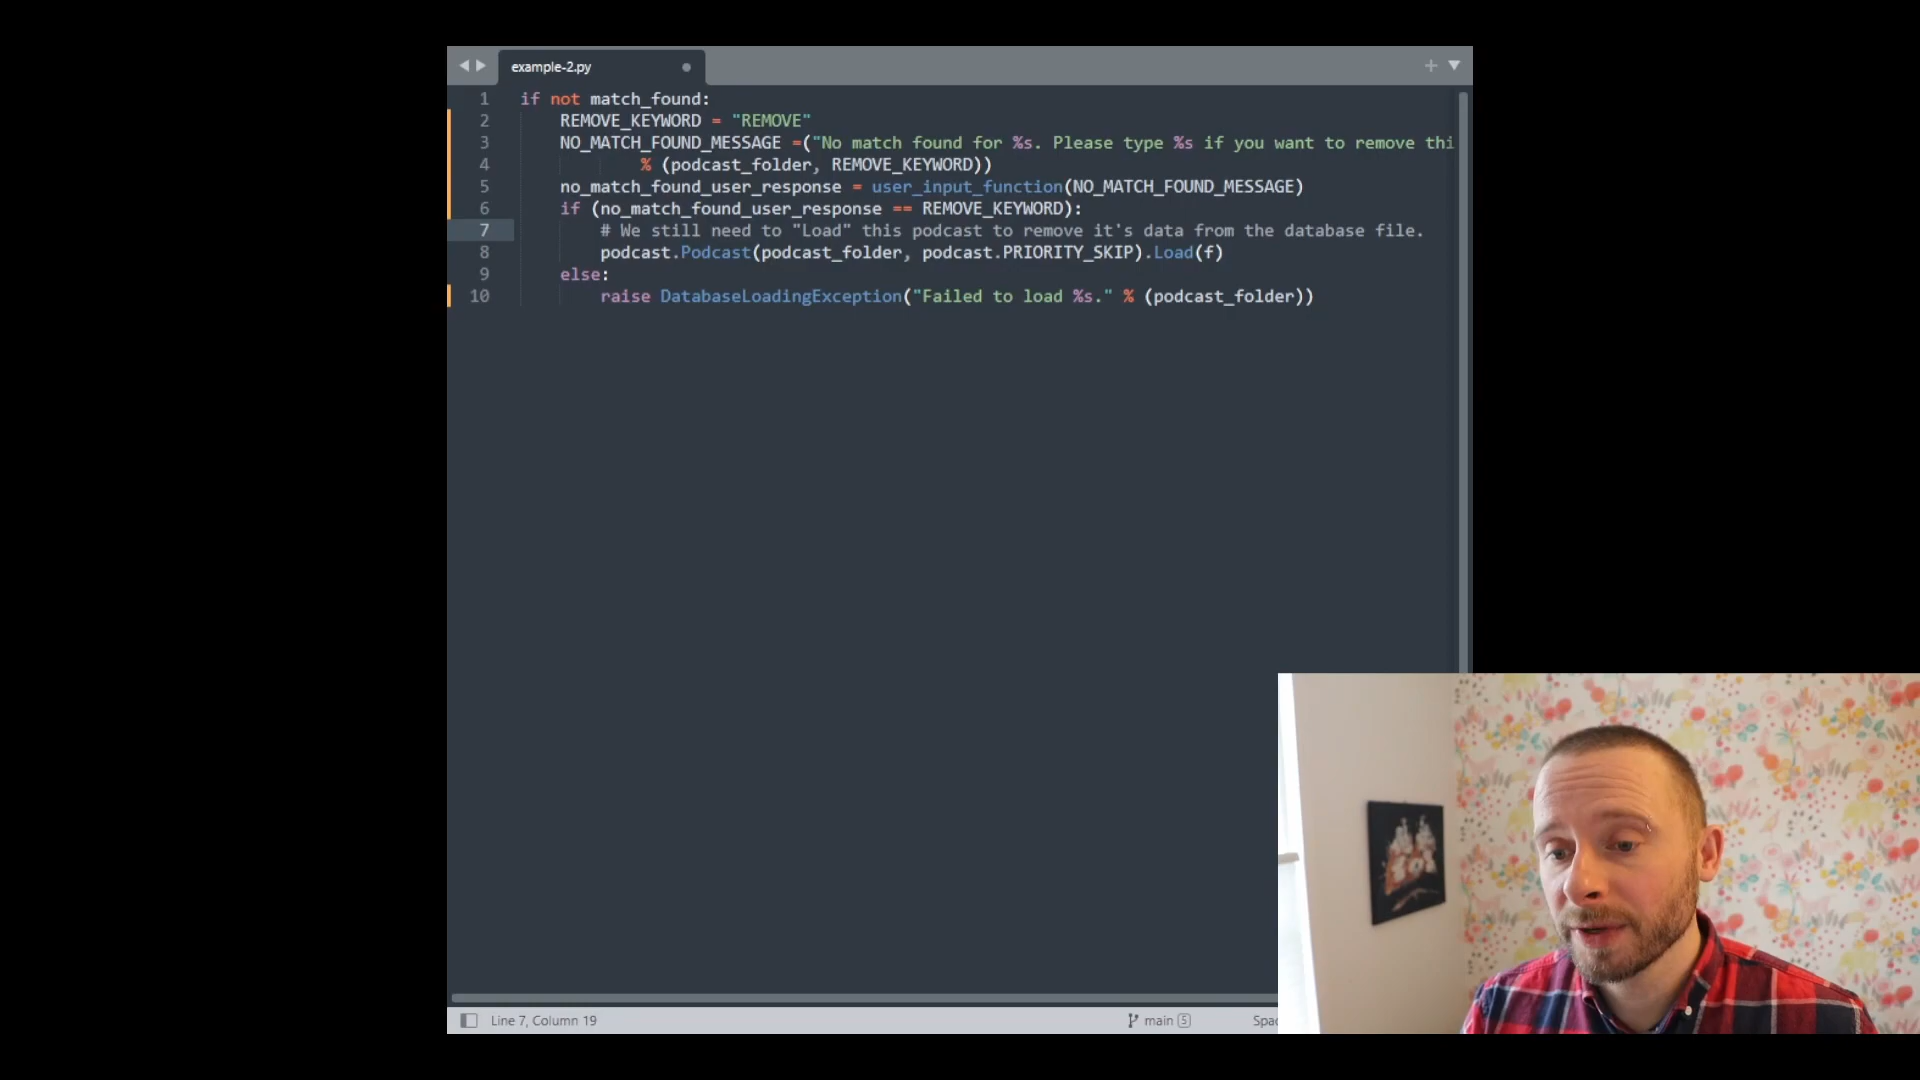 example-2.py
1 if not match_found:
2 REMOVE_KEYWORD = "REMOVE"
3 NO_MATCH_FOUND_MESSAGE =("No match found for %s. Please type %s if you want to remove thi
4 % (podcast_folder, REMOVE_KEYWORD))
5 no_match_found_user_response = user_input_function(NO_MATCH_FOUND_MESSAGE)
6 if (no_match_found_user_response == REMOVE_KEYWORD):
7 # We still need to "Load" this podcast to remove it's data from the database file.
8 podcast.Podcast(podcast_folder, podcast.PRIORITY_SKIP).Load(f)
9 else:
10 raise DatabaseLoadingException("Failed to load %s." % (podcast_folder))
Line 7, Column 19 main 5 Spac